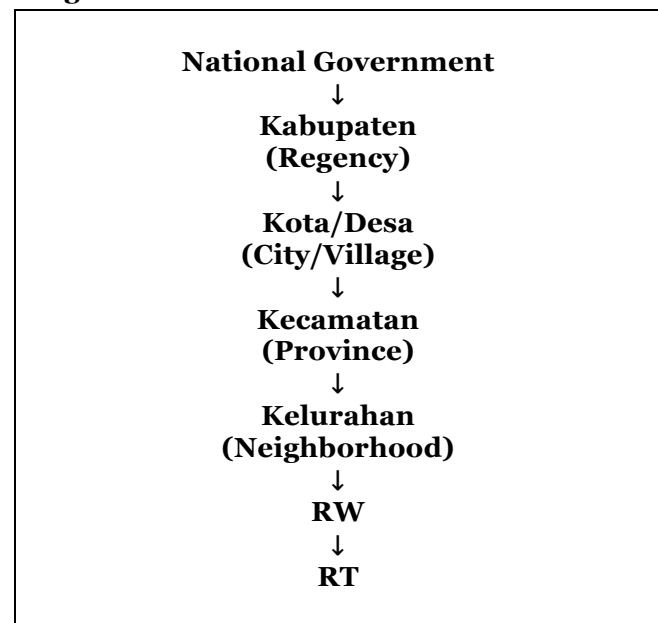 National Government
↓
Kabupaten
(Regency)
↓
Kota/Desa
(City/Village)
↓
Kecamatan
(Province)
↓
Kelurahan
(Neighborhood)
↓
RW
↓
RT